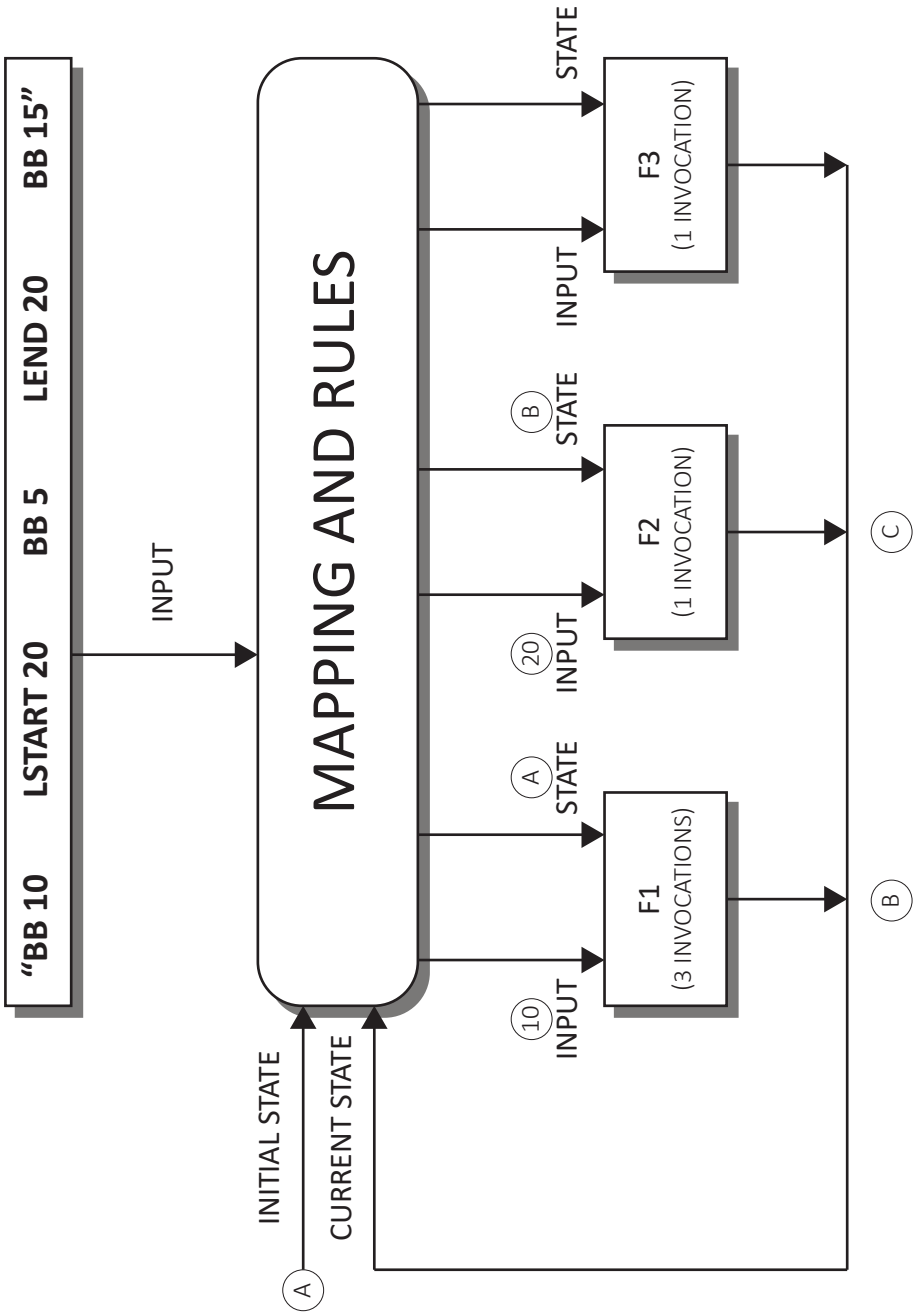 “BB 10 LSTART 20 BB 5 LEND 20 BB 15”
INPUT
INITIAL STATE
A
CURRENT STATE
MAPPING AND RULES
10
INPUT
A
STATE
20
INPUT
B
STATE
INPUT
STATE
F1
(3 INVOCATIONS)
F2
(1 INVOCATION)
F3
(1 INVOCATION)
B
C